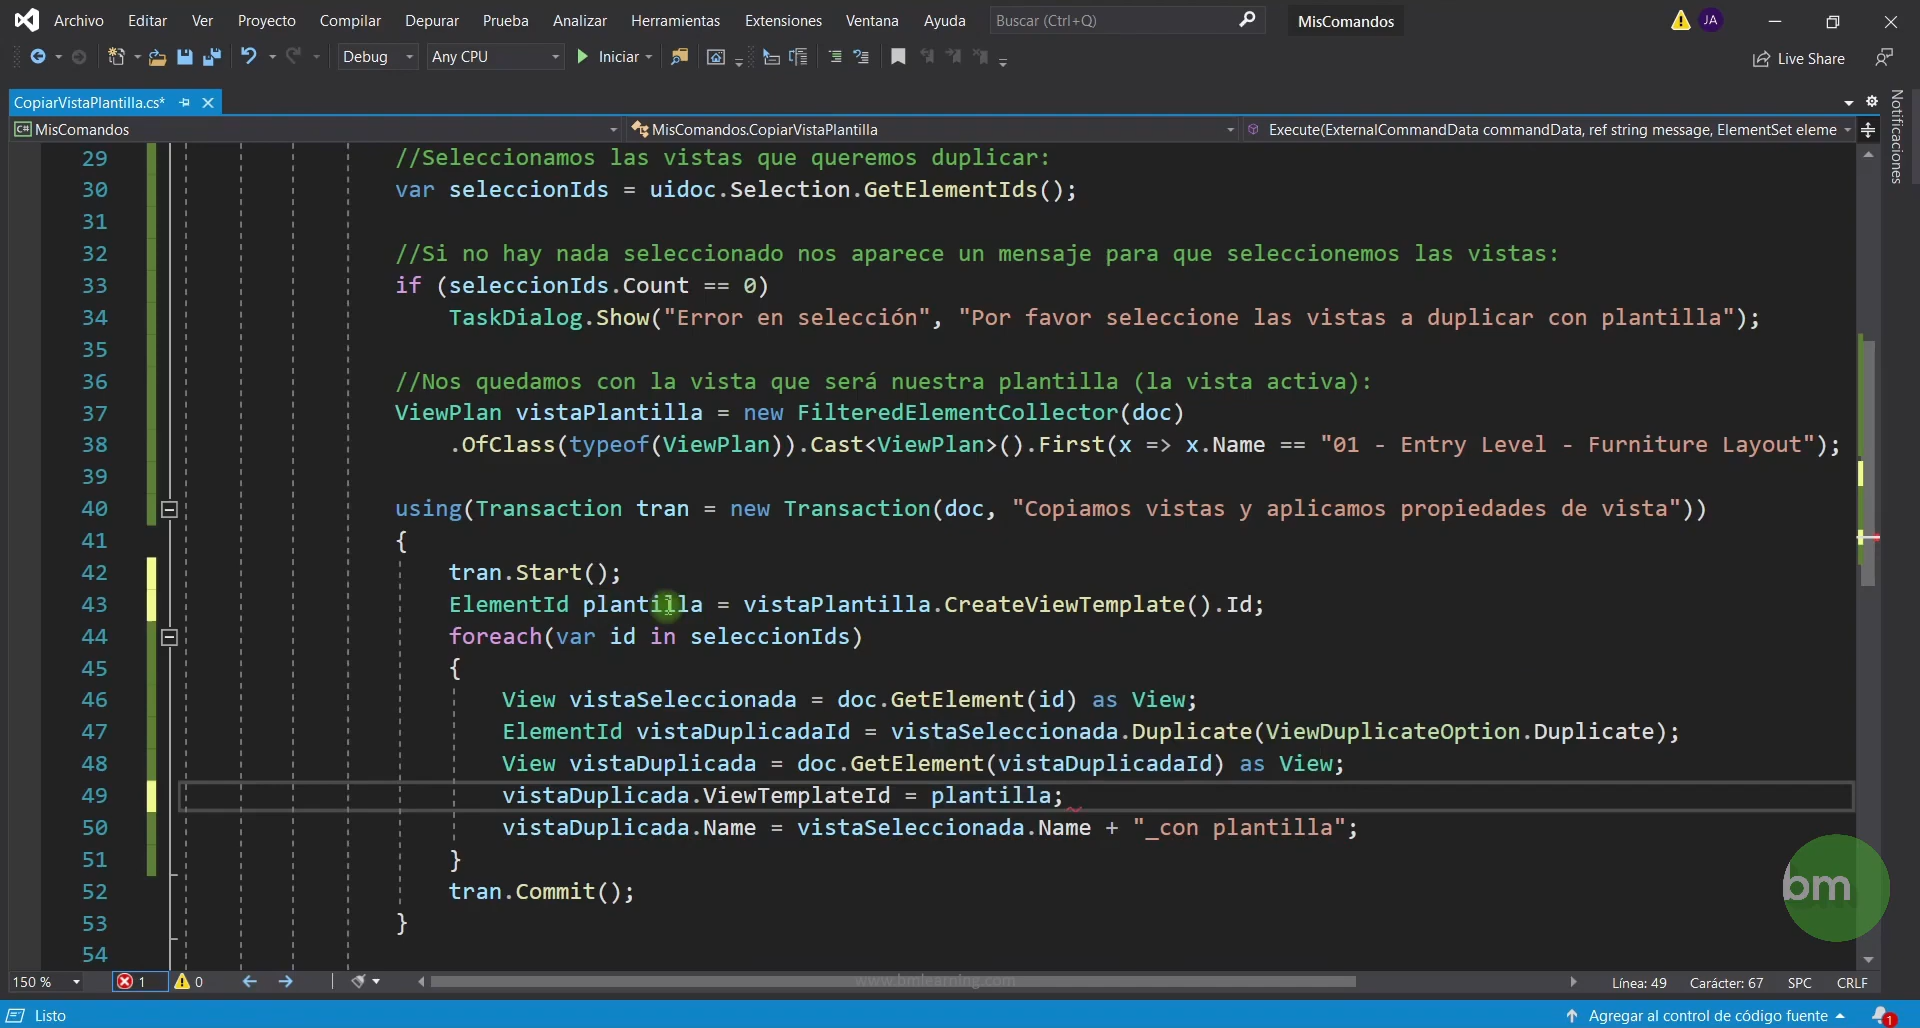 Archivo Editar Ver Proyecto Compilar Depurar Prueba Analizar Herramientas Extensiones Ventana Ayuda Buscar (Ctrl+Q) MisComandos JA
Debug Any CPU Iniciar Live Share
CopiarVistaPlantilla.cs*
C# MisComandos MisComandos.CopiarVistaPlantilla Execute(ExternalCommandData commandData, ref string message, ElementSet eleme
Notificaciones
29 //Seleccionamos las vistas que queremos duplicar:
30 var seleccionIds = uidoc.Selection.GetElementIds();
31
32 //Si no hay nada seleccionado nos aparece un mensaje para que seleccionemos las vistas:
33 if (seleccionIds.Count == 0)
34 TaskDialog.Show("Error en selección", "Por favor seleccione las vistas a duplicar con plantilla");
35
36 //Nos quedamos con la vista que será nuestra plantilla (la vista activa):
37 ViewPlan vistaPlantilla = new FilteredElementCollector(doc)
38 .OfClass(typeof(ViewPlan)).Cast<ViewPlan>().First(x => x.Name == "01 - Entry Level - Furniture Layout");
39
40 using(Transaction tran = new Transaction(doc, "Copiamos vistas y aplicamos propiedades de vista"))
41 {
42 tran.Start();
43 ElementId plantilla = vistaPlantilla.CreateViewTemplate().Id;
44 foreach(var id in seleccionIds)
45 {
46 View vistaSeleccionada = doc.GetElement(id) as View;
47 ElementId vistaDuplicadaId = vistaSeleccionada.Duplicate(ViewDuplicateOption.Duplicate);
48 View vistaDuplicada = doc.GetElement(vistaDuplicadaId) as View;
49 vistaDuplicada.ViewTemplateId = plantilla;
50 vistaDuplicada.Name = vistaSeleccionada.Name + "_con plantilla";
51 }
52 tran.Commit();
53 }
54
bm
150 % 1 0 www.bmlearning.com Línea: 49 Carácter: 67 SPC CRLF
Listo Agregar al control de código fuente 1